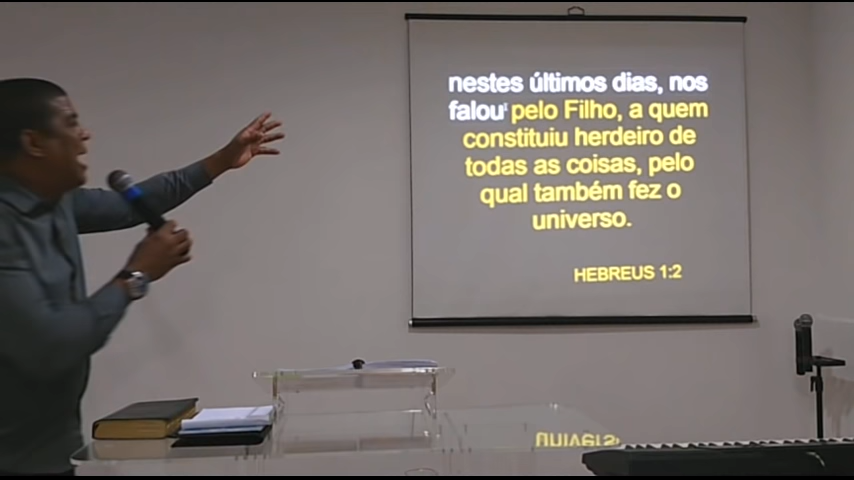 nestes últimos dias, nos
falou pelo Filho, a quem
constituiu herdeiro de
todas as coisas, pelo
qual também fez o
universo.
HEBREUS 1:2